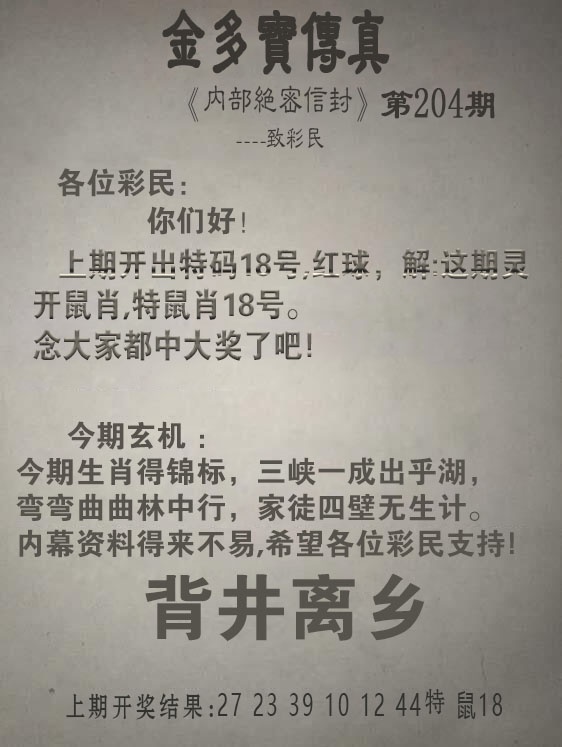 金多寶傳真
《内部絕密信封》第204期
----致彩民
各位彩民：
你们好！
上期开出特码18号,红球，解:这期灵
开鼠肖,特鼠肖18号。
念大家都中大奖了吧！
今期玄机：
今期生肖得锦标，三峡一成出乎湖，
弯弯曲曲林中行，家徒四壁无生计。
内幕资料得来不易,希望各位彩民支持!
背井离乡
上期开奖结果:27 23 39 10 12 44特 鼠18